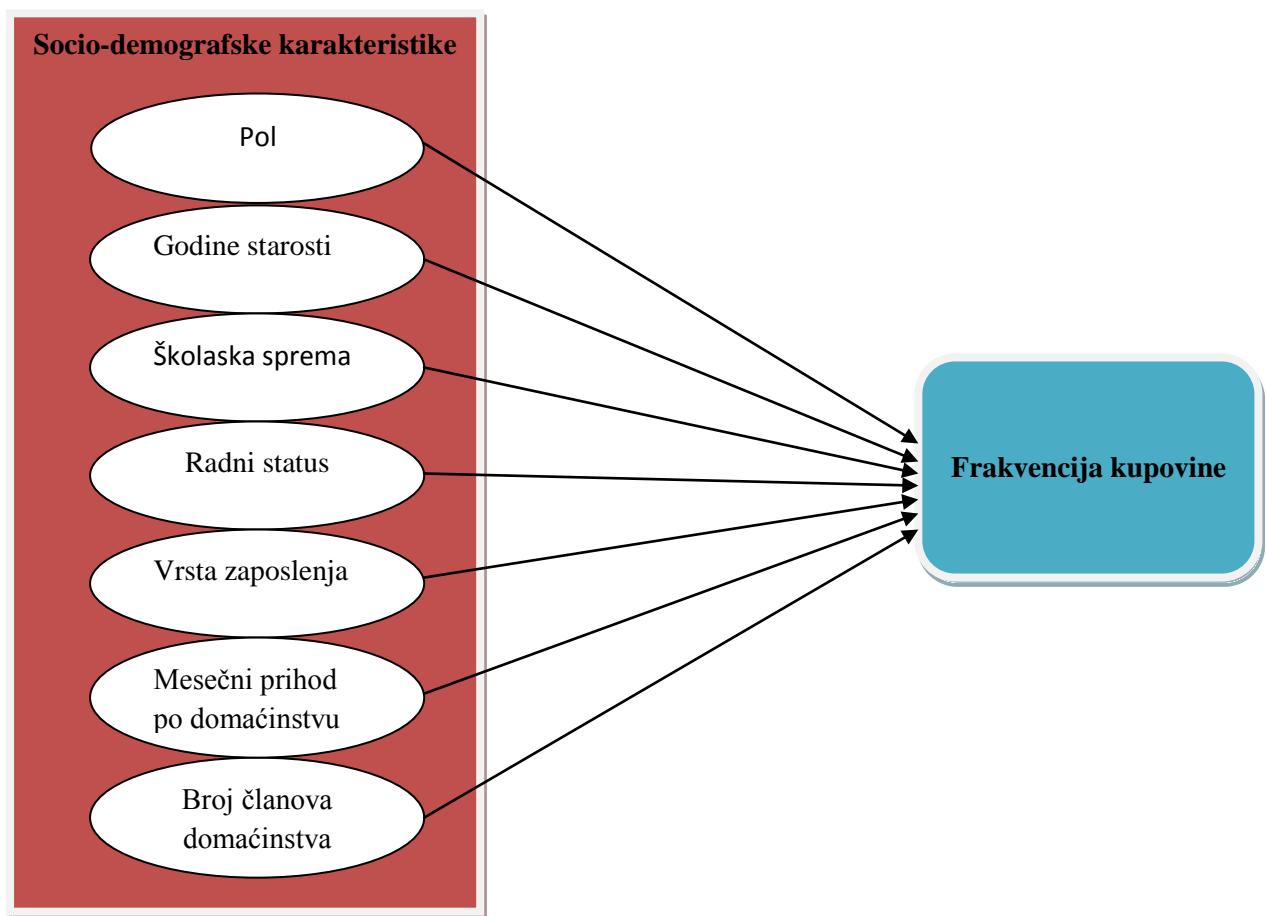 Socio-demografske karakteristike
Pol
Godine starosti
Školaska sprema
Radni status
Vrsta zaposlenja
Mesečni prihod
po domaćinstvu
Broj članova
domaćinstva
Frakvencija kupovine